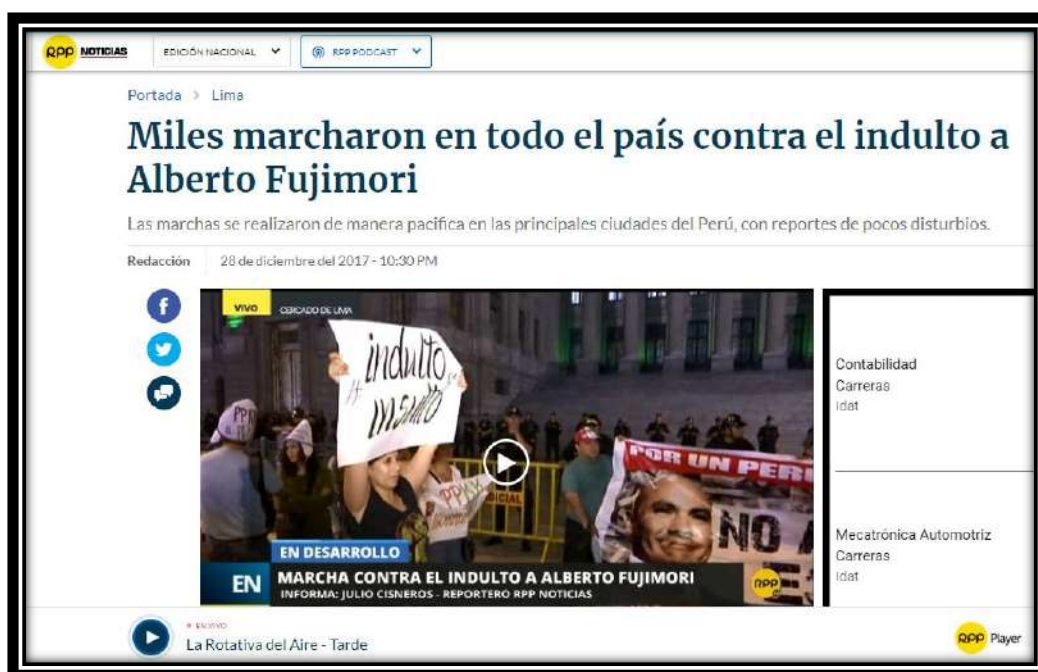 RPP NOTICIAS
EDICIÓN NACIONAL
RPP PODCAST
Portada > Lima
Miles marcharon en todo el país contra el indulto a
Alberto Fujimori
Las marchas se realizaron de manera pacifica en las principales ciudades del Perú, con reportes de pocos disturbios.
Redacción
28 de diciembre del 2017 - 10:30 PM
VIVO
CERCADO DE LIMA
indulto
insulto
PPK
POR UN PERÚ
NO A
JUDICIAL
EN DESARROLLO
EN
MARCHA CONTRA EL INDULTO A ALBERTO FUJIMORI
INFORMA: JULIO CISNEROS - REPORTERO RPP NOTICIAS
RPP
Contabilidad
Carreras
Idat
Mecatrónica Automotriz
Carreras
Idat
EN VIVO
La Rotativa del Aire - Tarde
RPP Player